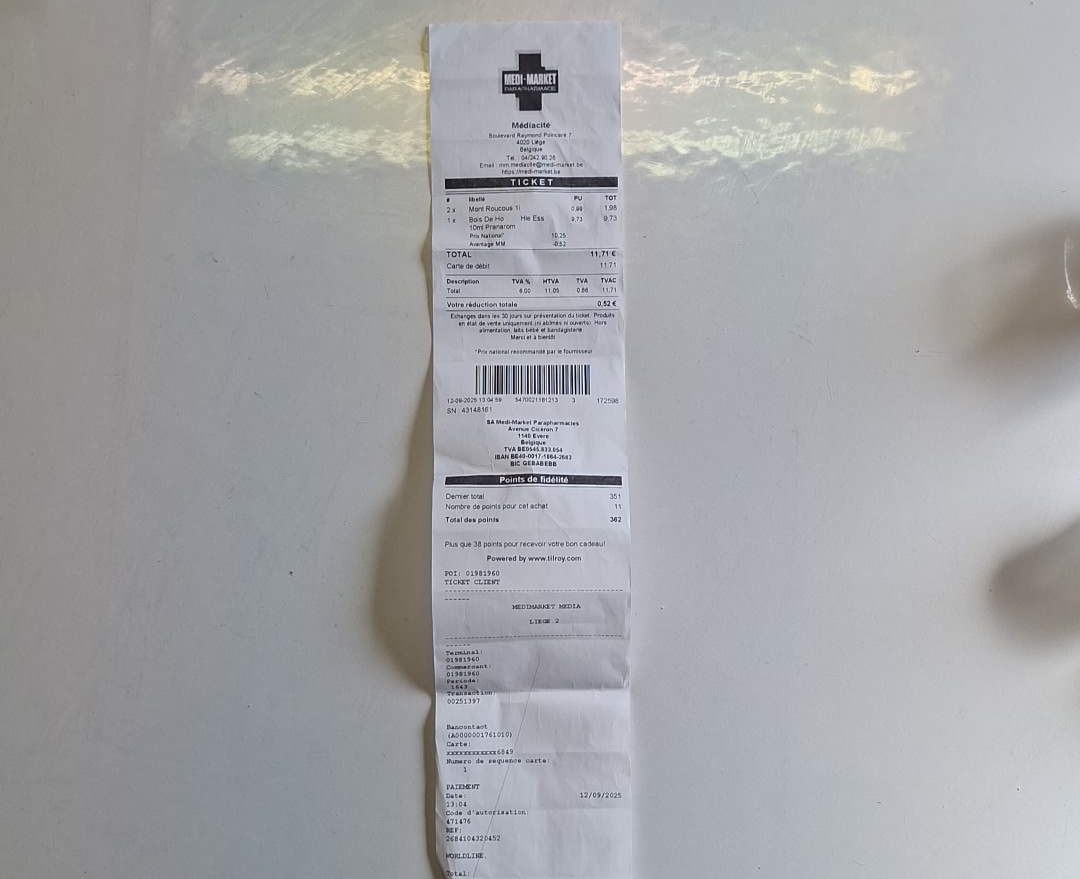 MEDI-MARKET
PARAPHARMACIE
Médiacité
Boulevard Raymond Poincaré 7
4020 Liège
Belgique
Tel. : 04/242.90.26
Email : mm.mediacite@medi-market.be
https://medi-market.be
TICKET
# libellé PU TOT
2 x Mont Roucous 1l 0,99 1,98
1 x Bois De Ho Hle Ess 9,73 9,73
10ml Pranarom
Prix National* 10.25
Avantage MM -0.52
TOTAL 11,71 €
Carte de débit 11,71
Description TVA % HTVA TVA TVAC
Total 6.00 11,05 0,66 11,71
Votre réduction totale 0,52 €
Echanges dans les 30 jours sur présentation du ticket. Produits
en état de vente uniquement (ni abîmés ni ouverts). Hors
alimentation, laits bébé et bandagisterie.
Merci et à bientôt
*Prix national recommandé par le fournisseur
12-09-2025 13:04:59 5470021181213 3 172598
SN : 43148161
SA Medi-Market Parapharmacies
Avenue Cicéron 7
1140 Evere
Belgique
TVA BE0545.833.054
IBAN BE40-0017-1864-2663
BIC GEBABEBB
Points de fidélité
Dernier total 351
Nombre de points pour cet achat 11
Total des points 362
Plus que 38 points pour recevoir votre bon cadeau!
Powered by www.tilroy.com
POI: 01981960
TICKET CLIENT
MEDIMARKET MEDIA
LIEGE 2
Terminal:
01981960
Commercant:
01981960
Periode:
1643
Transaction:
00251397
Bancontact
(A0000001761010)
Carte:
xxxxxxxxxxxx6849
Numero de sequence carte:
1
PAIEMENT
Date: 12/09/2025
13:04
Code d'autorisation:
471476
REF:
2684104320452
WORLDLINE
Total: